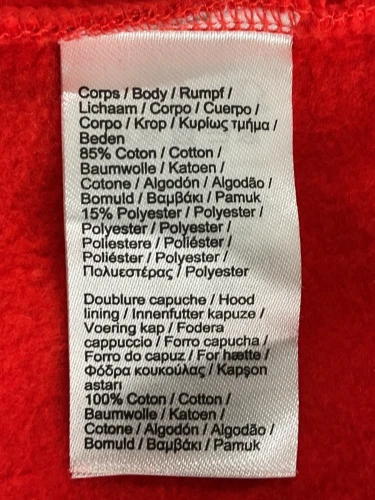 Corps / Body / Rumpf /
Lichaam / Corpo / Cuerpo /
Corpo / Krop / Κυρίως τμήμα /
Beden
85% Coton / Cotton /
Baumwolle / Katoen /
Cotone / Algodón / Algodão /
Bomuld / Βαμβάκι / Pamuk
15% Polyester / Polyester /
Polyester / Polyester /
Poliestere / Poliéster /
Poliéster / Polyester /
Πολυεστέρας / Polyester
Doublure capuche / Hood
lining / Innenfutter kapuze /
Voering kap / Fodera
cappuccio / Forro capucha /
Forro do capuz / For hætte /
Φόδρα κουκούλας / Kapşon
astarı
100% Coton / Cotton /
Baumwolle / Katoen /
Cotone / Algodón / Algodão /
Bomuld / Βαμβάκι / Pamuk